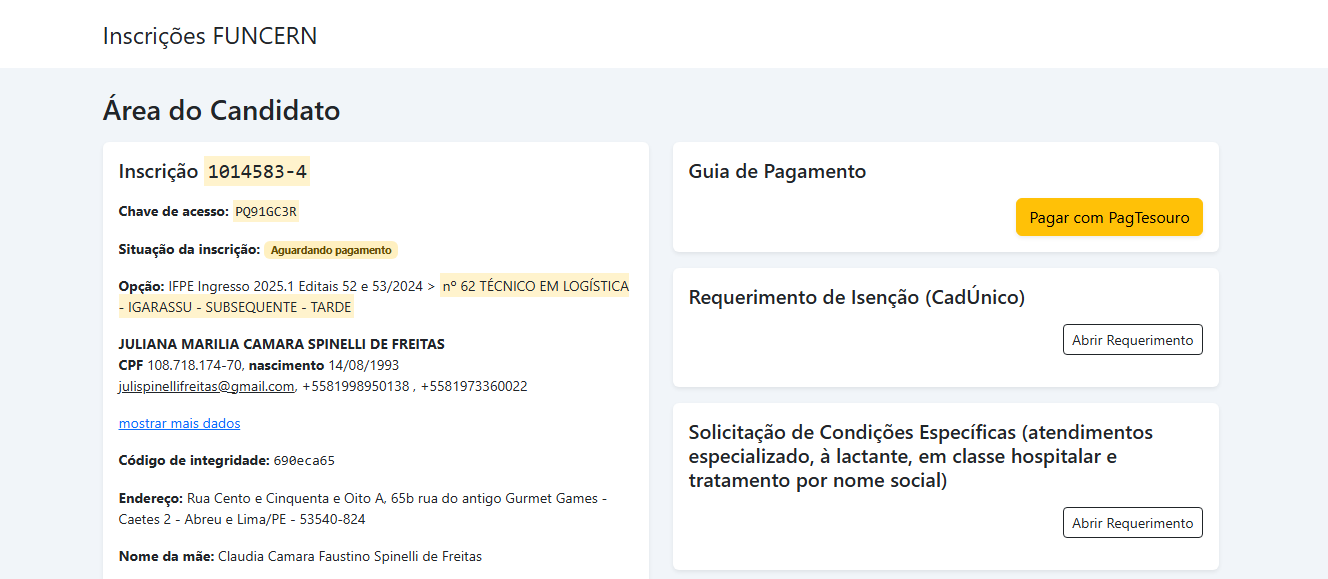 Inscrições FUNCERN
Área do Candidato
Inscrição 1014583-4
Chave de acesso: PQ91GC3R
Situação da inscrição: Aguardando pagamento
Opção: IFPE Ingresso 2025.1 Editais 52 e 53/2024 > nº 62 TÉCNICO EM LOGÍSTICA
- IGARASSU - SUBSEQUENTE - TARDE
JULIANA MARILIA CAMARA SPINELLI DE FREITAS
CPF 108.718.174-70, nascimento 14/08/1993
julispinellifreitas@gmail.com, +5581998950138 , +5581973360022
mostrar mais dados
Código de integridade: 690eca65
Endereço: Rua Cento e Cinquenta e Oito A, 65b rua do antigo Gurmet Games -
Caetes 2 - Abreu e Lima/PE - 53540-824
Nome da mãe: Claudia Camara Faustino Spinelli de Freitas
Guia de Pagamento
Pagar com PagTesouro
Requerimento de Isenção (CadÚnico)
Abrir Requerimento
Solicitação de Condições Específicas (atendimentos
especializado, à lactante, em classe hospitalar e
tratamento por nome social)
Abrir Requerimento